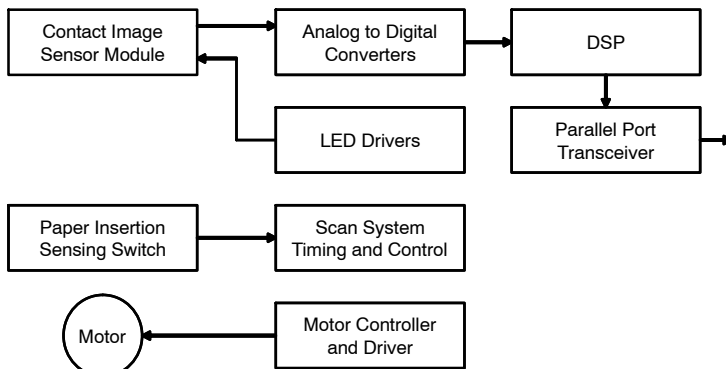 Contact Image
Sensor Module
Analog to Digital
Converters
DSP
LED Drivers
Parallel Port
Transceiver
Paper Insertion
Sensing Switch
Scan System
Timing and Control
Motor
Motor Controller
and Driver